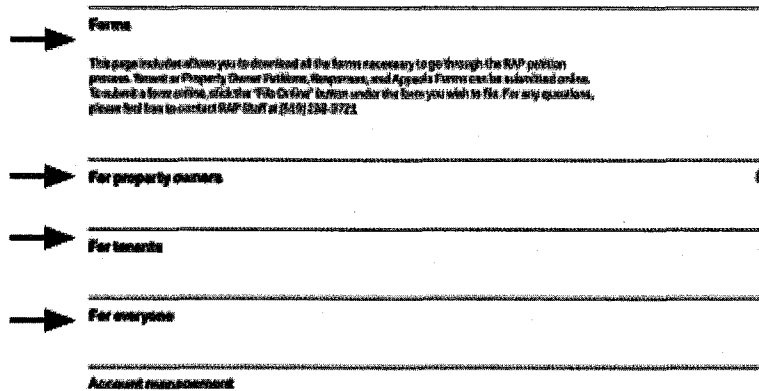 Forms
This page includes allows you to download all the forms necessary to go through the RAP petition
process. Tenant or Property Owner Petitions, Responses, and Appeals Forms can be submitted online.
To submit a form online, click the "File Online" button under the form you wish to file. For any questions,
please feel free to contact RAP Staff at (510) 238-3721
For property owners
For tenants
For everyone
Account management